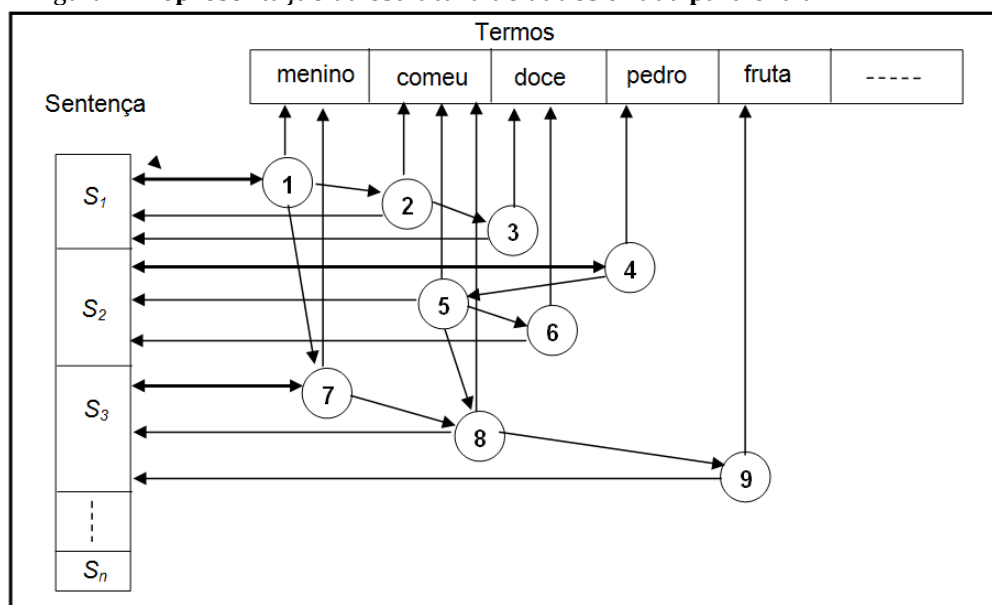 Termos
menino comeu doce pedro fruta -----
Sentença
S1
1
2
3
4
S2
5
6
7
S3
8
9
Sn